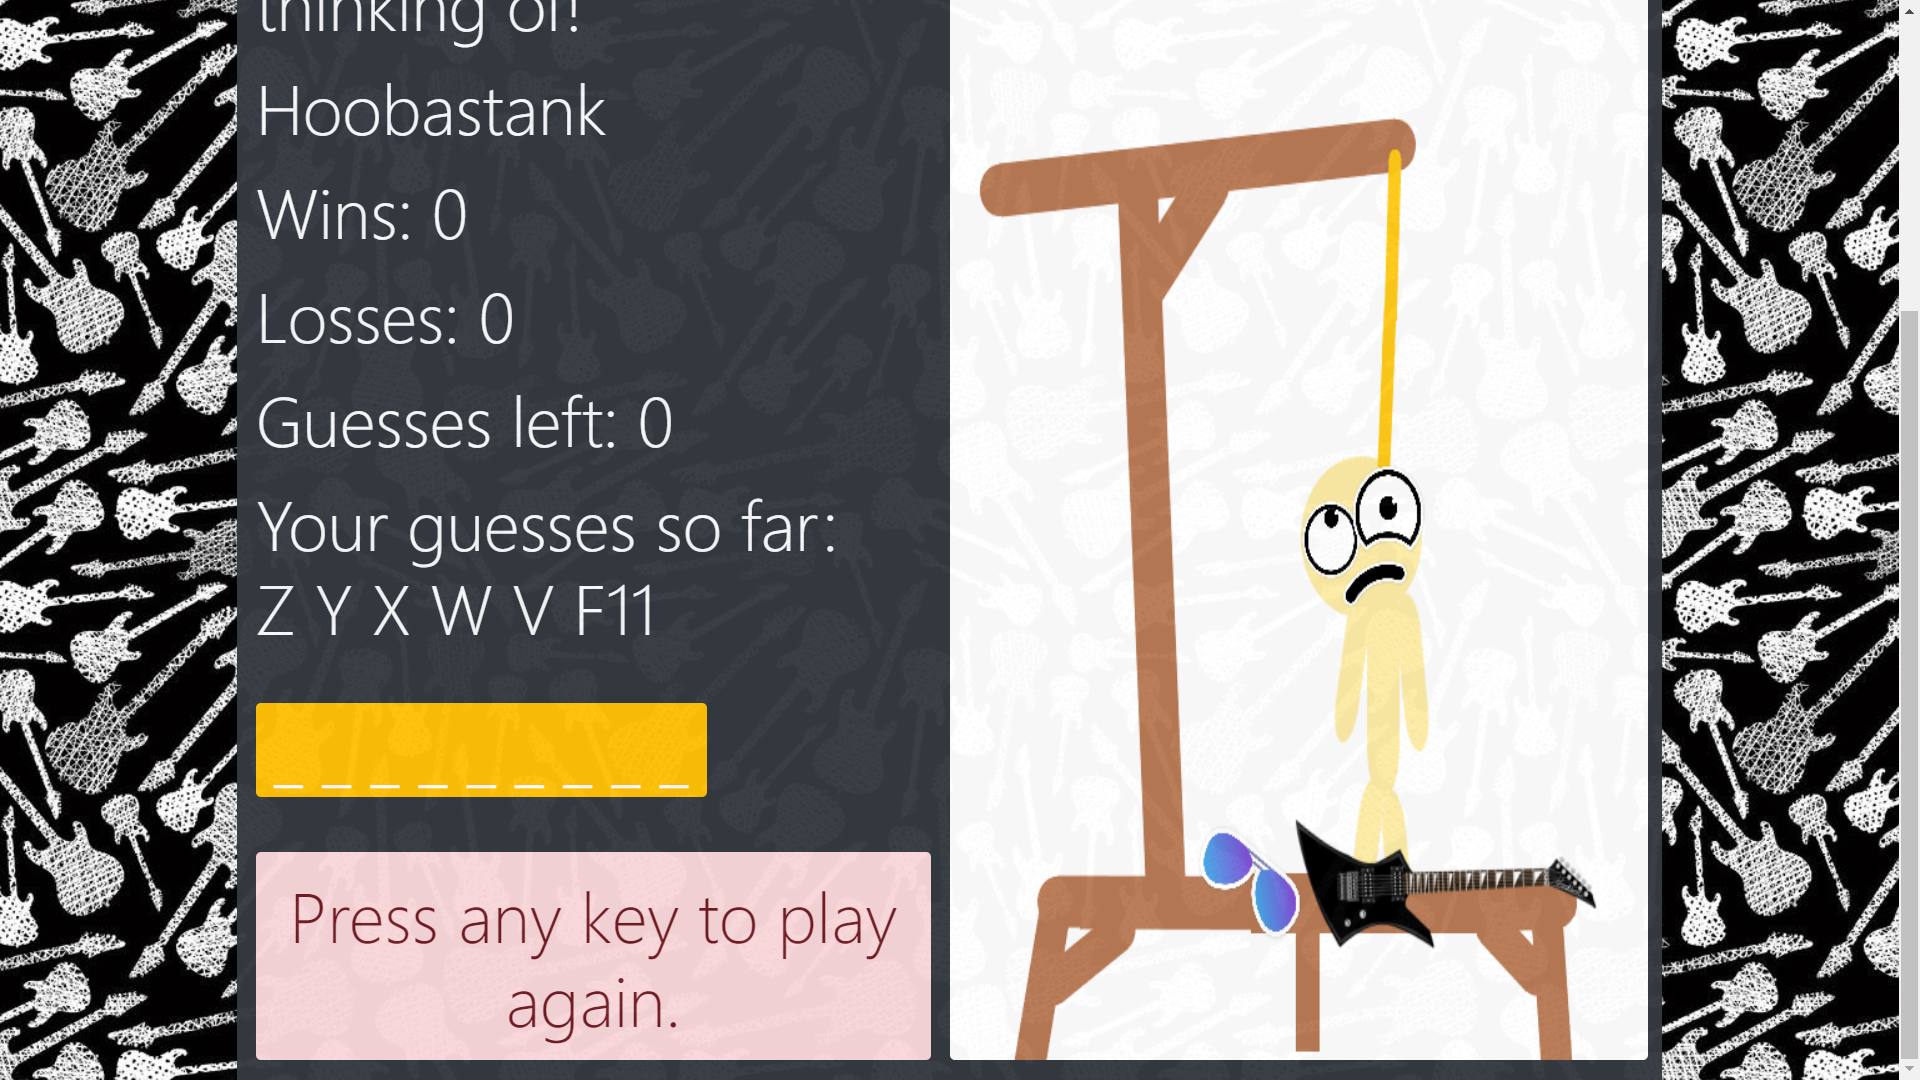 thinking of!
Hoobastank
Wins: 0
Losses: 0
Guesses left: 0
Your guesses so far:
Z Y X W V F11
_ _ _ _ _ _ _ _ _
Press any key to play
again.